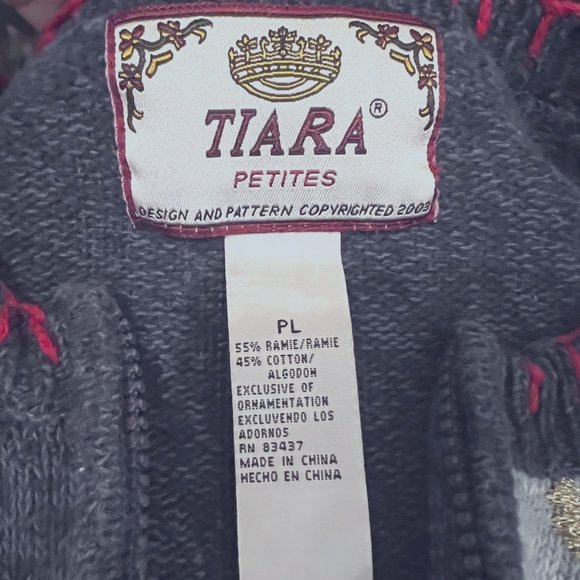 TIARA®
PETITES
DESIGN AND PATTERN COPYRIGHTED 2003
PL
55% RAMIE/RAMIE
45% COTTON/
ALGODON
EXCLUSIVE OF
ORNAMENTATION
EXCLUVENDO LOS
ADORNOS
RN 83437
MADE IN CHINA
HECHO EN CHINA